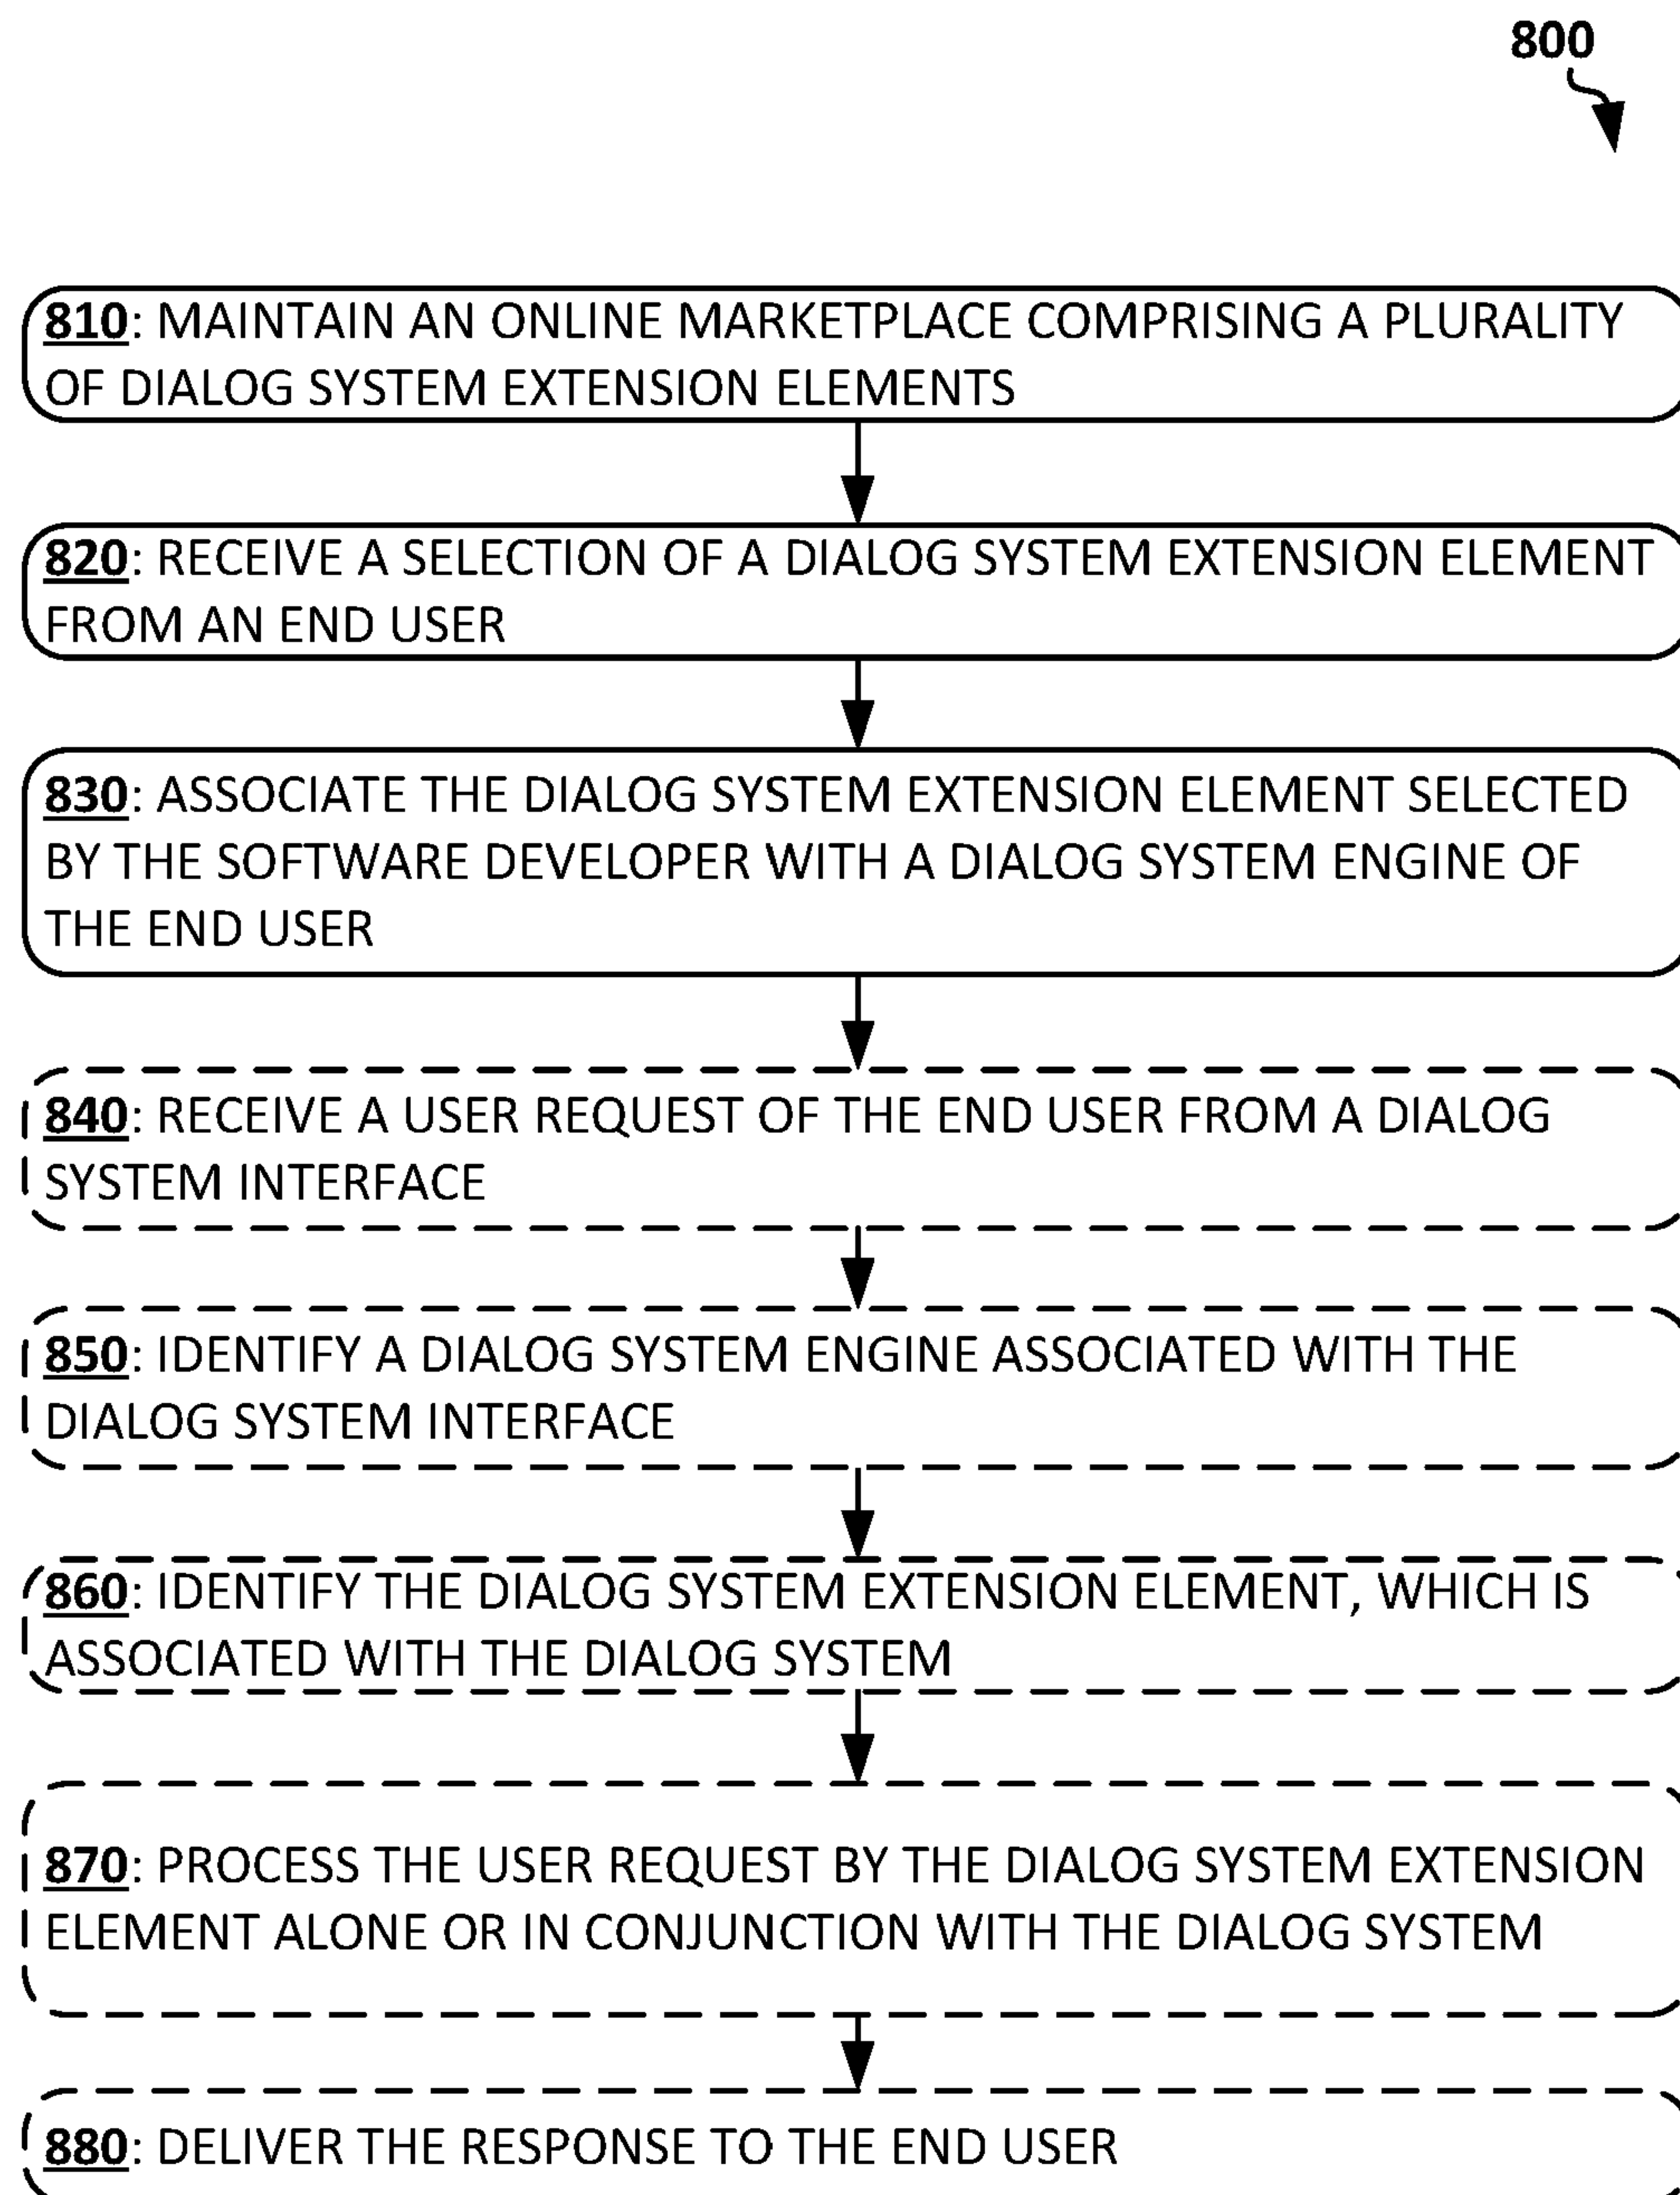 800
810: MAINTAIN AN ONLINE MARKETPLACE COMPRISING A PLURALITY
OF DIALOG SYSTEM EXTENSION ELEMENTS
820: RECEIVE A SELECTION OF A DIALOG SYSTEM EXTENSION ELEMENT
FROM AN END USER
830: ASSOCIATE THE DIALOG SYSTEM EXTENSION ELEMENT SELECTED
BY THE SOFTWARE DEVELOPER WITH A DIALOG SYSTEM ENGINE OF
THE END USER
840: RECEIVE A USER REQUEST OF THE END USER FROM A DIALOG
SYSTEM INTERFACE
850: IDENTIFY A DIALOG SYSTEM ENGINE ASSOCIATED WITH THE
DIALOG SYSTEM INTERFACE
860: IDENTIFY THE DIALOG SYSTEM EXTENSION ELEMENT, WHICH IS
ASSOCIATED WITH THE DIALOG SYSTEM
870: PROCESS THE USER REQUEST BY THE DIALOG SYSTEM EXTENSION
ELEMENT ALONE OR IN CONJUNCTION WITH THE DIALOG SYSTEM
880: DELIVER THE RESPONSE TO THE END USER